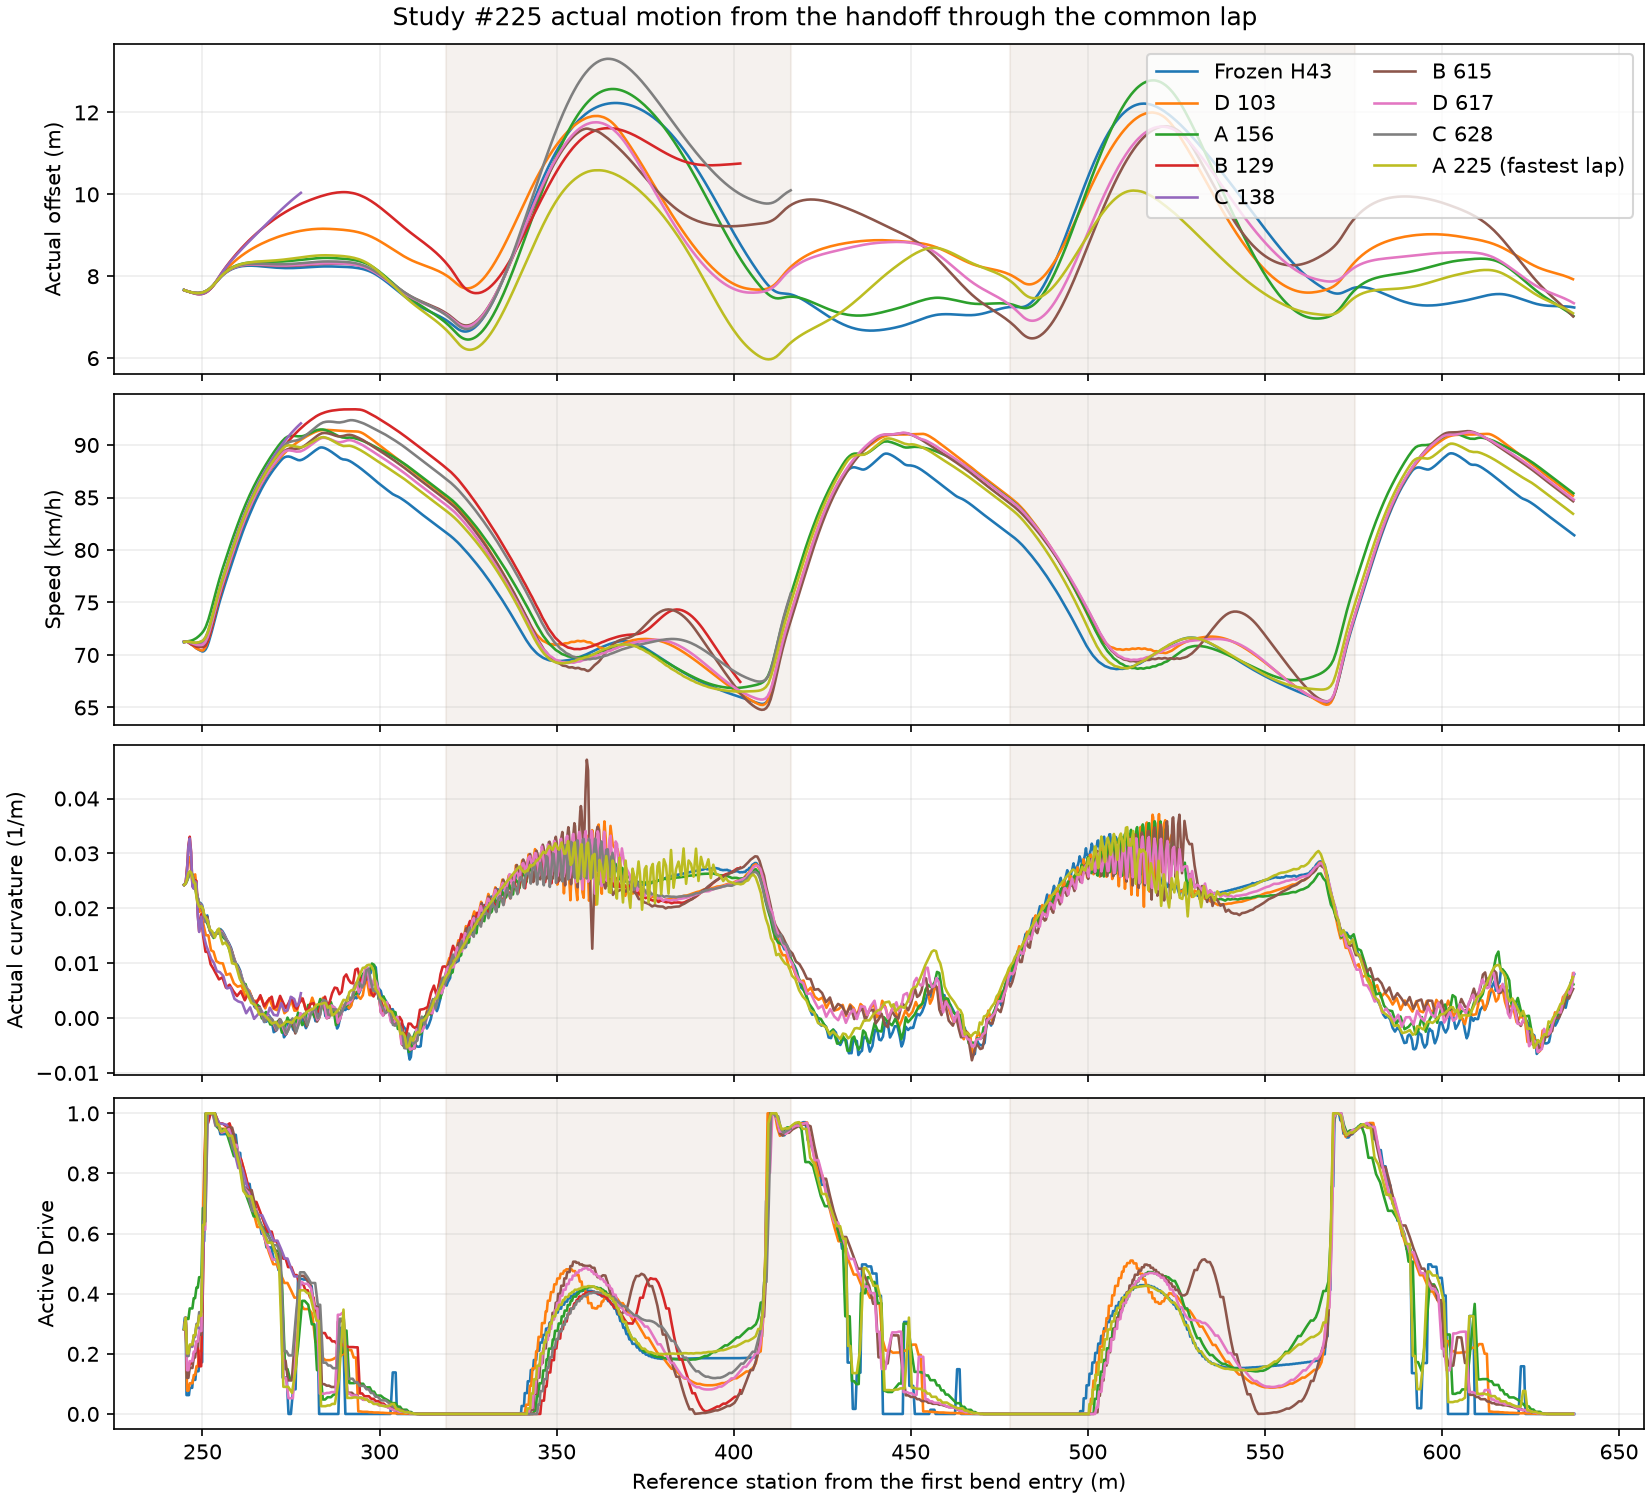 Study #225 actual motion from the handoff through the common lap
Actual offset (m)
12
10
8
6
Frozen H43
D 103
A 156
B 129
C 138
B 615
D 617
C 628
A 225 (fastest lap)
Speed (km/h)
90
85
80
75
70
65
Actual curvature (1/m)
0.04
0.03
0.02
0.01
0.00
−0.01
Active Drive
1.0
0.8
0.6
0.4
0.2
0.0
250 300 350 400 450 500 550 600 650
Reference station from the first bend entry (m)